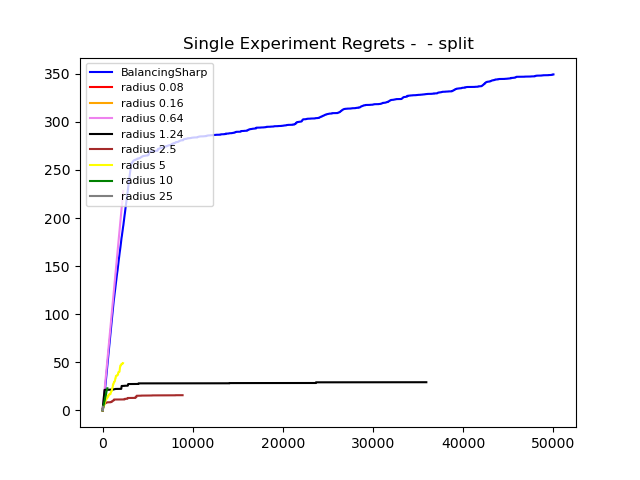 Single Experiment Regrets -  - split
350
300
250
200
150
100
50
0
BalancingSharp
radius 0.08
radius 0.16
radius 0.64
radius 1.24
radius 2.5
radius 5
radius 10
radius 25
0 10000 20000 30000 40000 50000